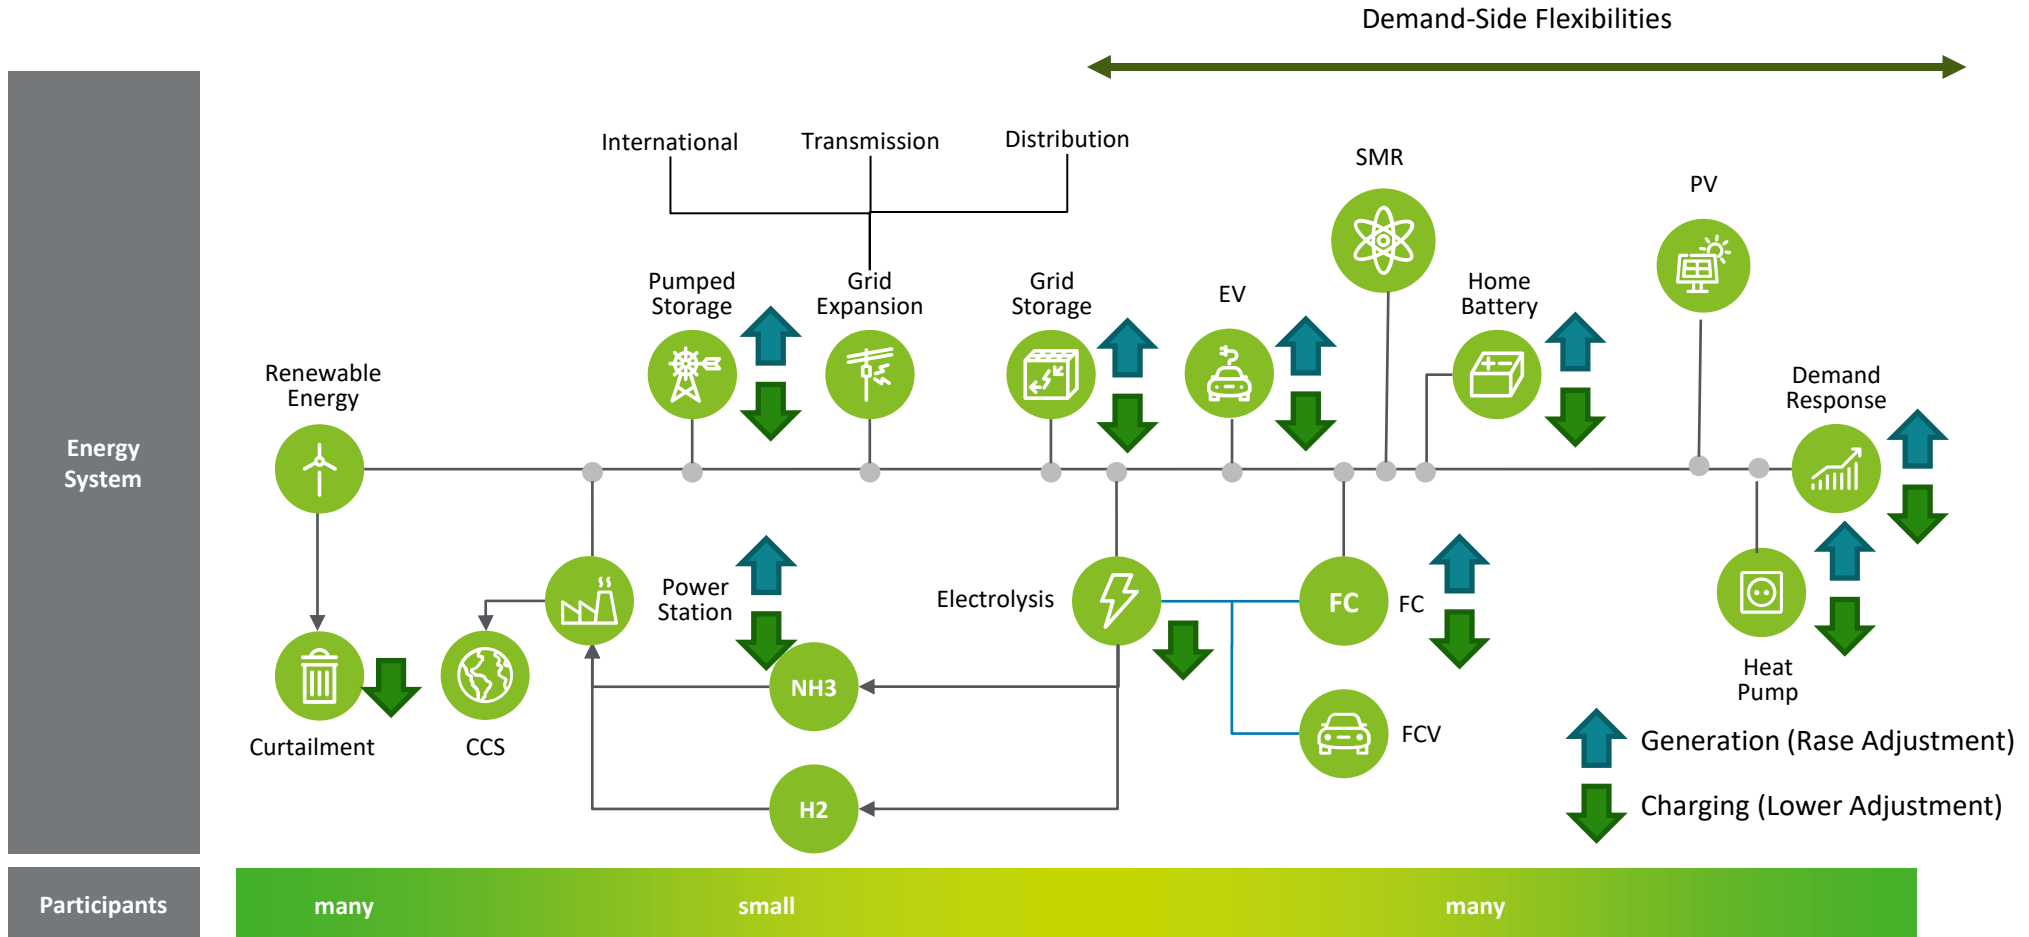 Demand-Side Flexibilities
International
Transmission
Distribution
SMR
PV
Pumped
Storage
Grid
Expansion
Grid
Storage
EV
Home
Battery
Renewable
Energy
Demand
Response
Energy
System
Power
Station
Electrolysis
FC
FC
NH3
Heat
Pump
Curtailment
CCS
FCV
Generation (Rase Adjustment)
H2
Charging (Lower Adjustment)
Participants
many
small
many